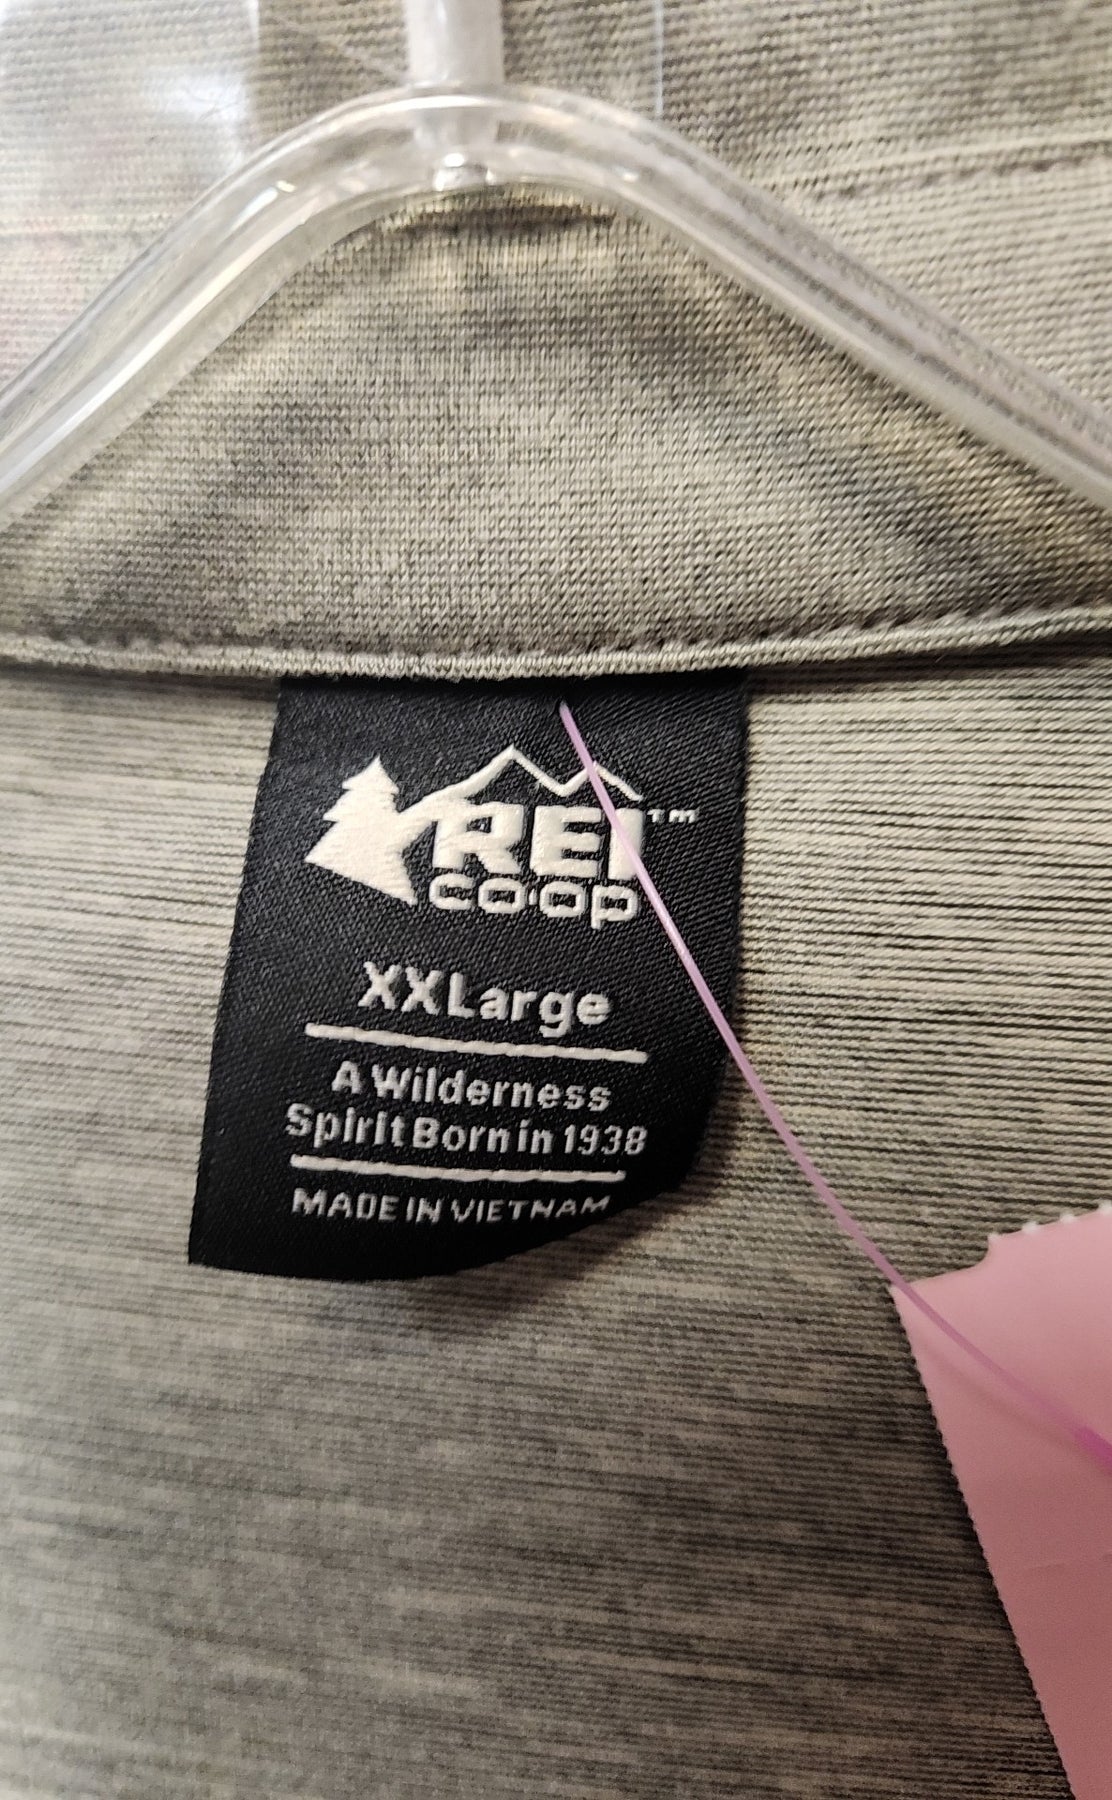 REI™
CO·OP
XXLarge
A Wilderness
Spirit Born in 1938
MADE IN VIETNAM